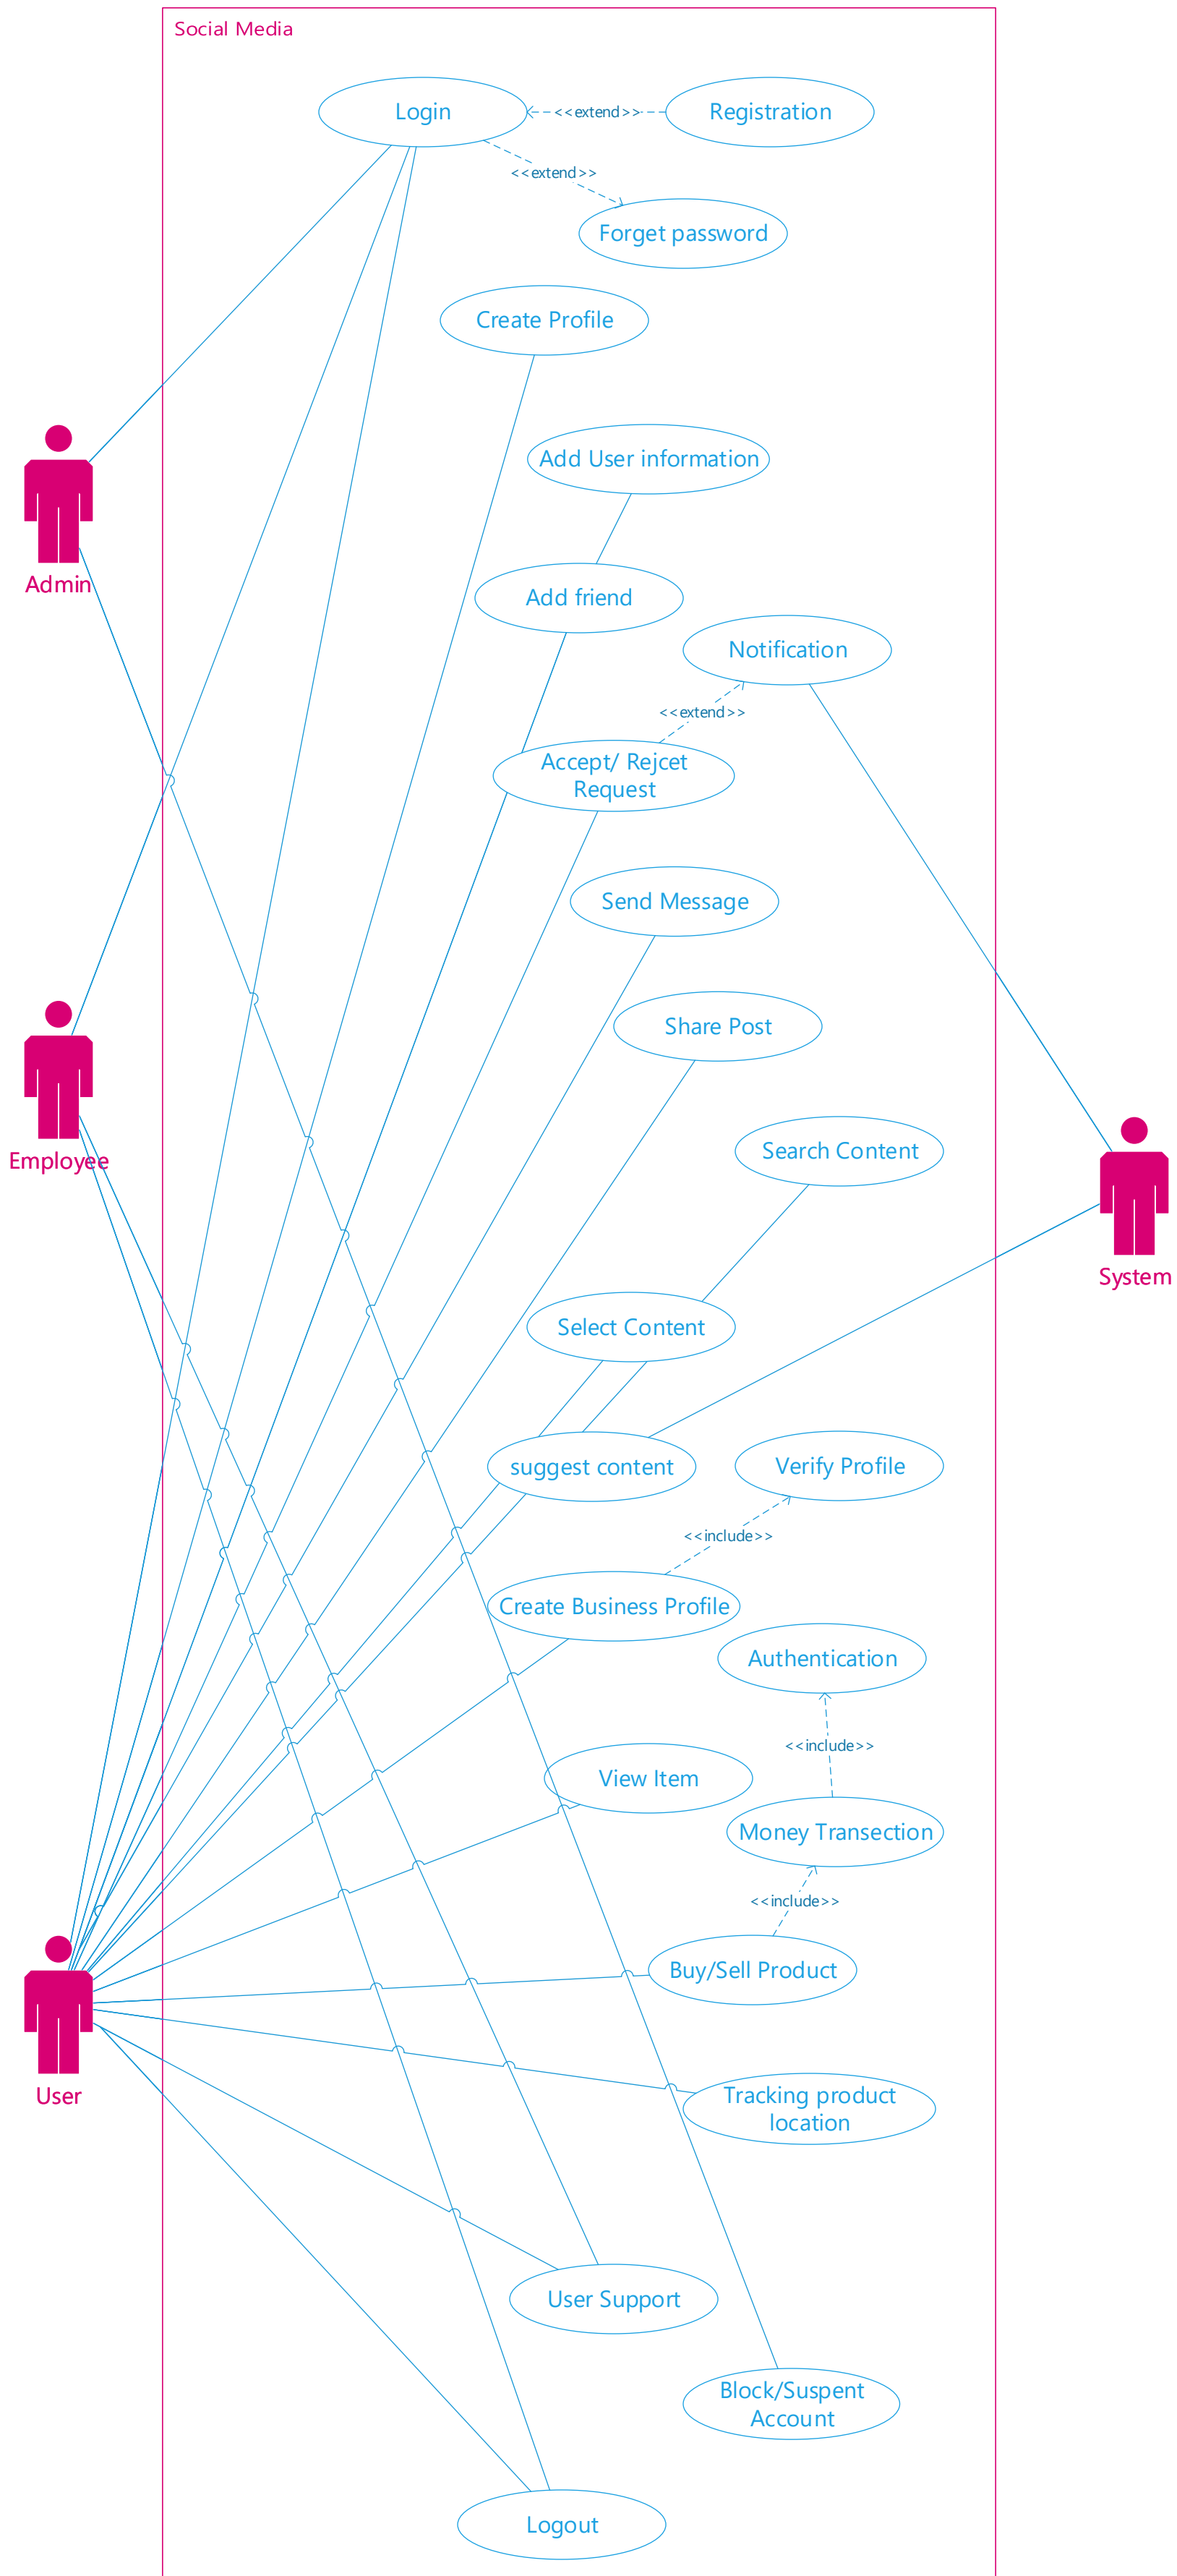 Social Media
Login
<<extend>>
Registration
<<extend>>
Forget password
Create Profile
Add User information
Admin
Add friend
Notification
<<extend>>
Accept/ Rejcet
Request
Send Message
Share Post
Search Content
Employee
System
Select Content
suggest content
Verify Profile
<<include>>
Create Business Profile
Authentication
<<include>>
View Item
Money Transection
<<include>>
Buy/Sell Product
User
Tracking product
location
User Support
Block/Suspent
Account
Logout